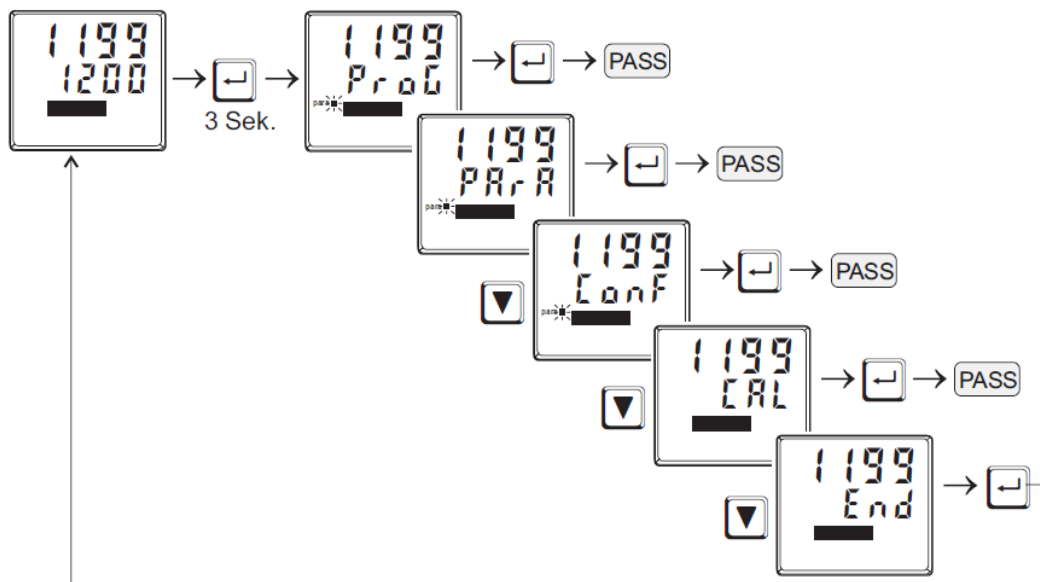 1199
1200
3 Sek.
1199
ProG
para
PASS
1199
PArA
para
PASS
1199
ConF
para
PASS
1199
CAL
PASS
1199
End